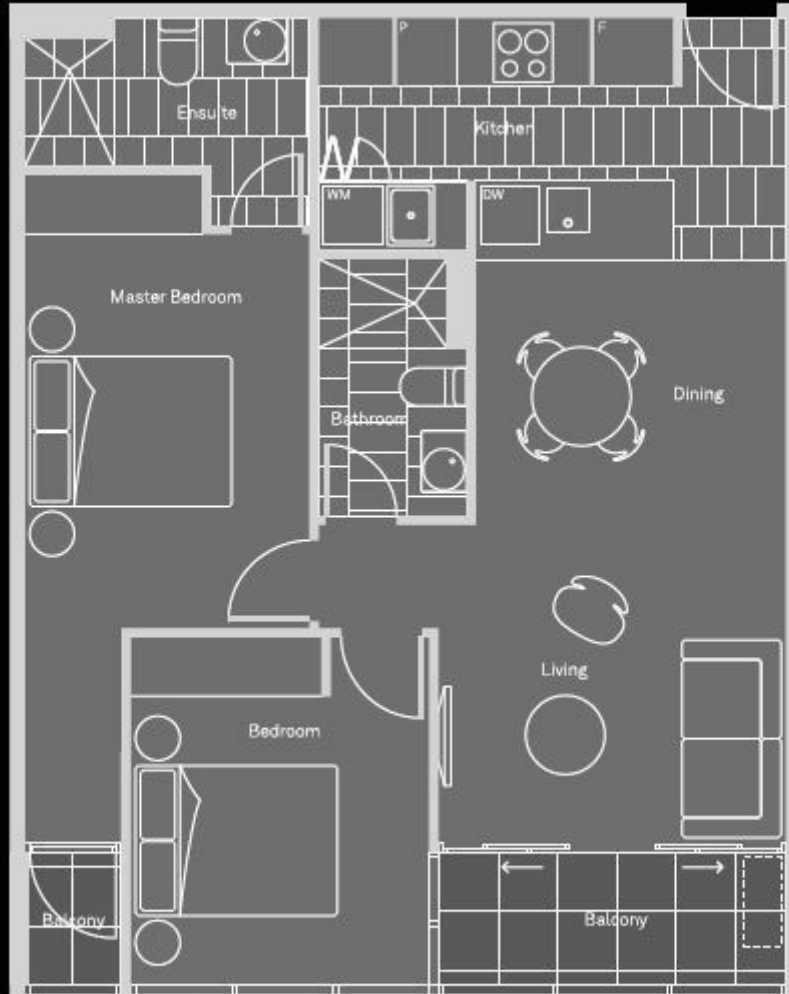 P
F
Ensuite
Kitchen
WM
DW
Master Bedroom
Dining
Bathroom
Living
Bedroom
Balcony
Balcony